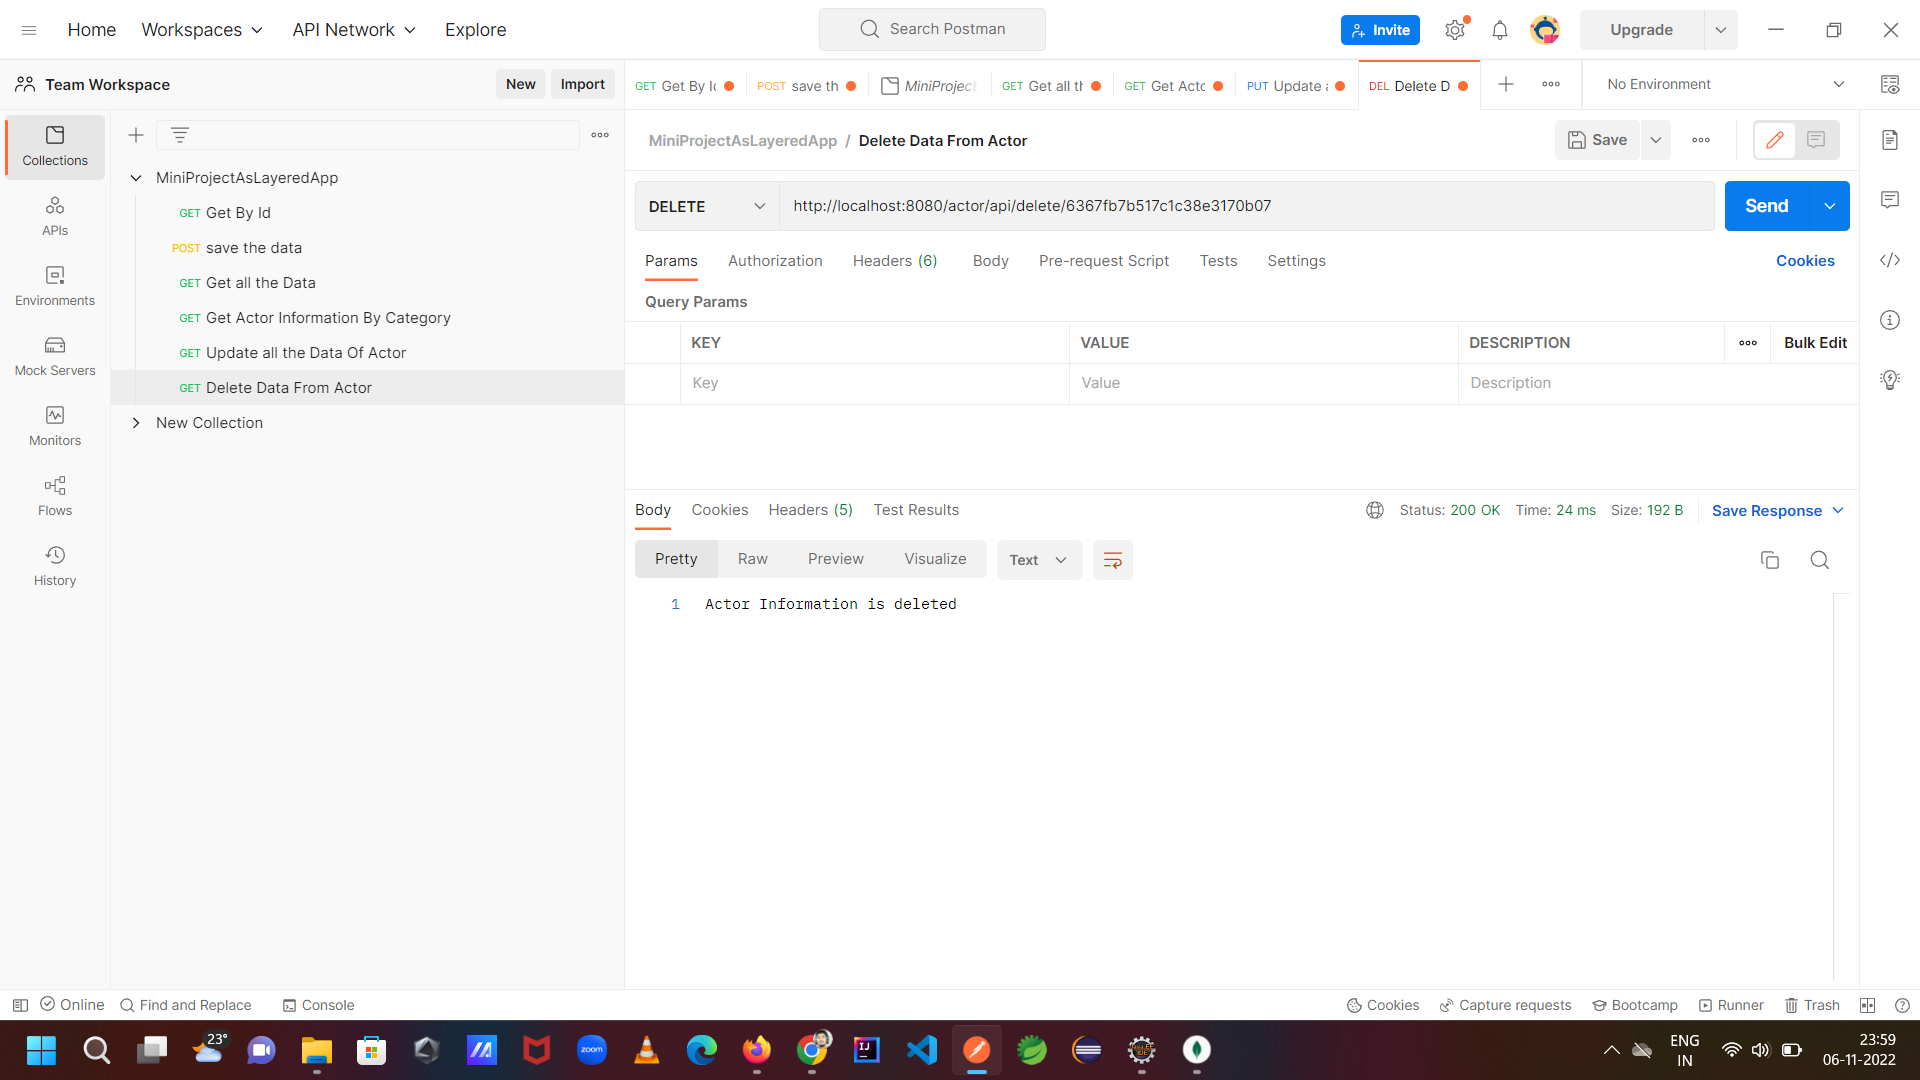 Home
Workspaces
API Network
Explore
Search Postman
Invite
Upgrade
Team Workspace
New
Import
GET Get By Ic
POST save th
MiniProject
GET Get all th
GET Get Actc
PUT Update a
DEL Delete D
No Environment
Collections
APIs
Environments
Mock Servers
Monitors
Flows
History
MiniProjectAsLayeredApp
GET Get By Id
POST save the data
GET Get all the Data
GET Get Actor Information By Category
GET Update all the Data Of Actor
GET Delete Data From Actor
New Collection
MiniProjectAsLayeredApp / Delete Data From Actor
Save
DELETE
http://localhost:8080/actor/api/delete/6367fb7b517c1c38e3170b07
Send
Params
Authorization
Headers (6)
Body
Pre-request Script
Tests
Settings
Cookies
Query Params
KEY
VALUE
DESCRIPTION
Bulk Edit
Key
Value
Description
Body
Cookies
Headers (5)
Test Results
Status: 200 OK
Time: 24 ms
Size: 192 B
Save Response
Pretty
Raw
Preview
Visualize
Text
1 Actor Information is deleted
Online
Find and Replace
Console
Cookies
Capture requests
Bootcamp
Runner
Trash
23°
zoom
IJ
ENG
IN
23:59
06-11-2022